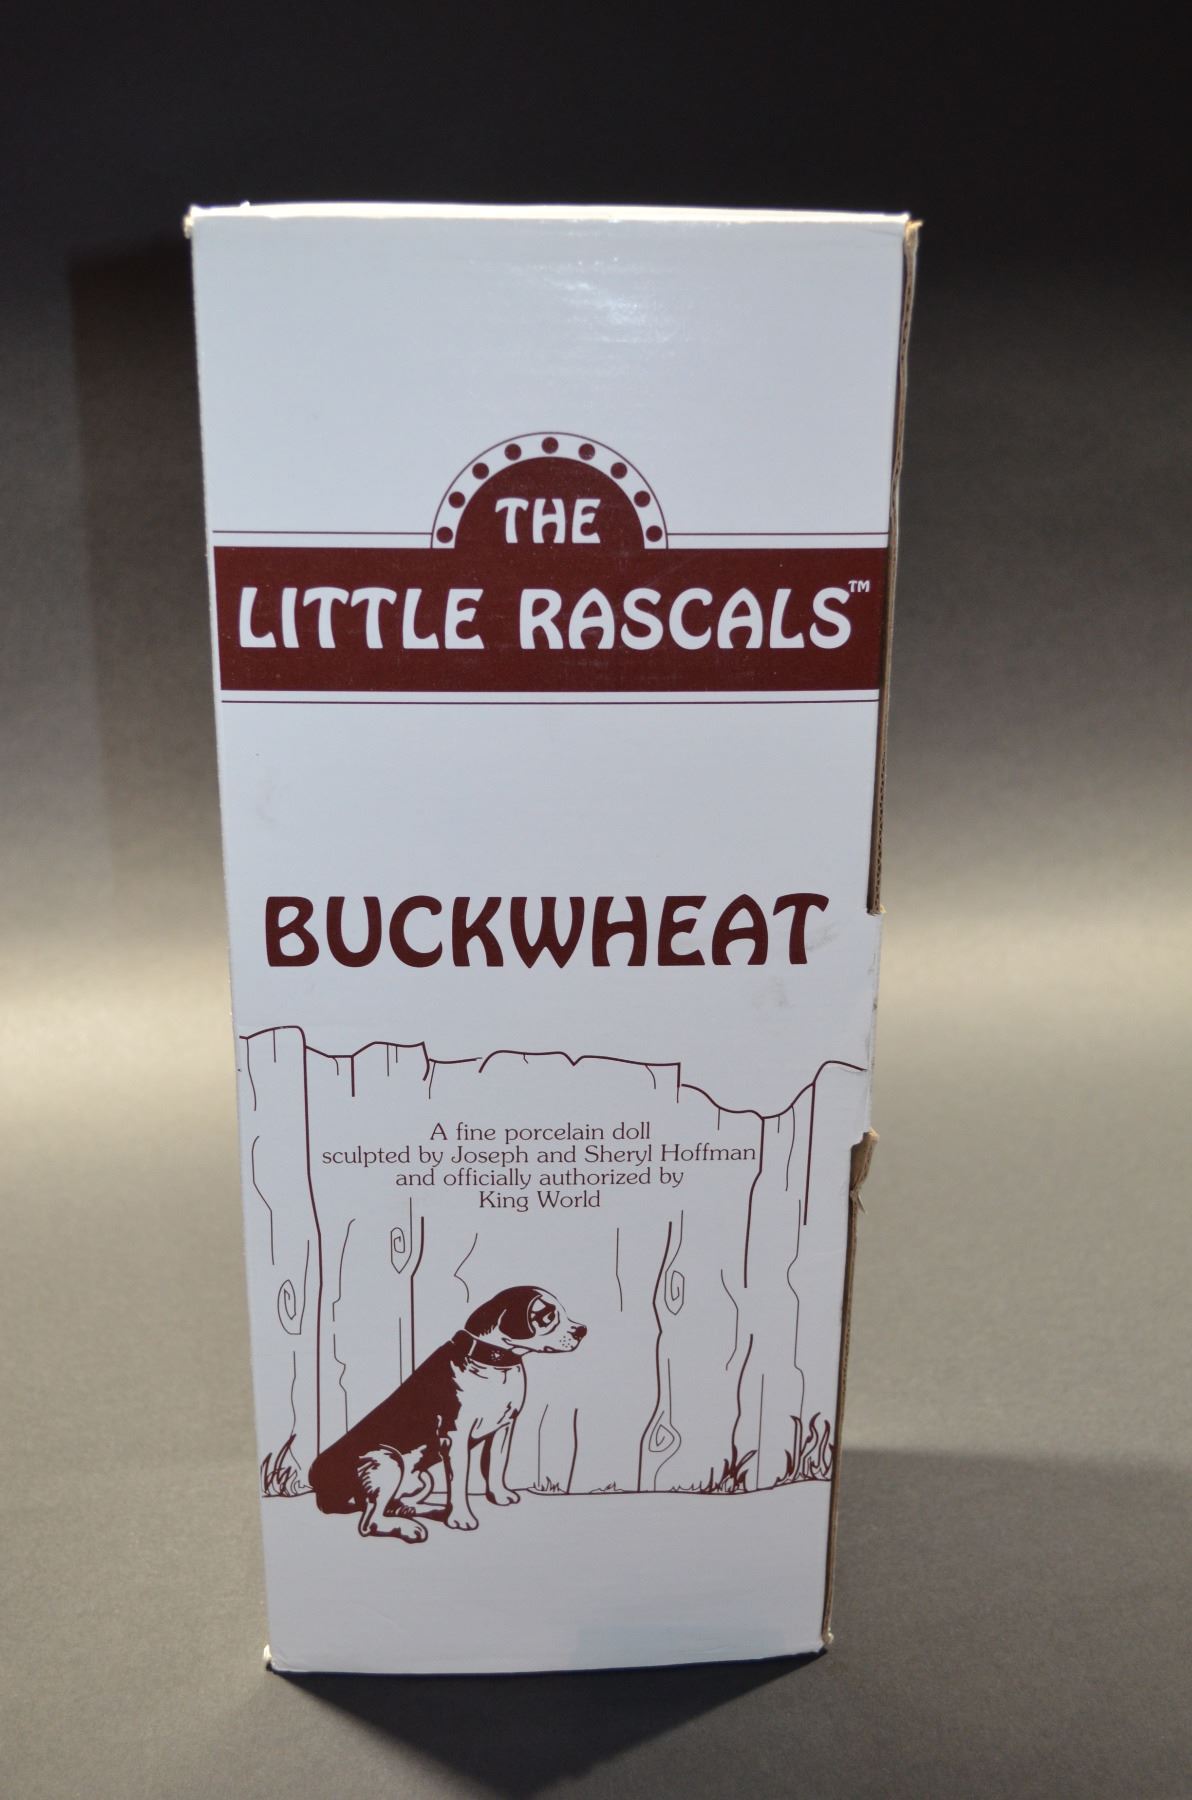 THE
LITTLE RASCALS™
BUCKWHEAT
A fine porcelain doll
sculpted by Joseph and Sheryl Hoffman
and officially authorized by
King World